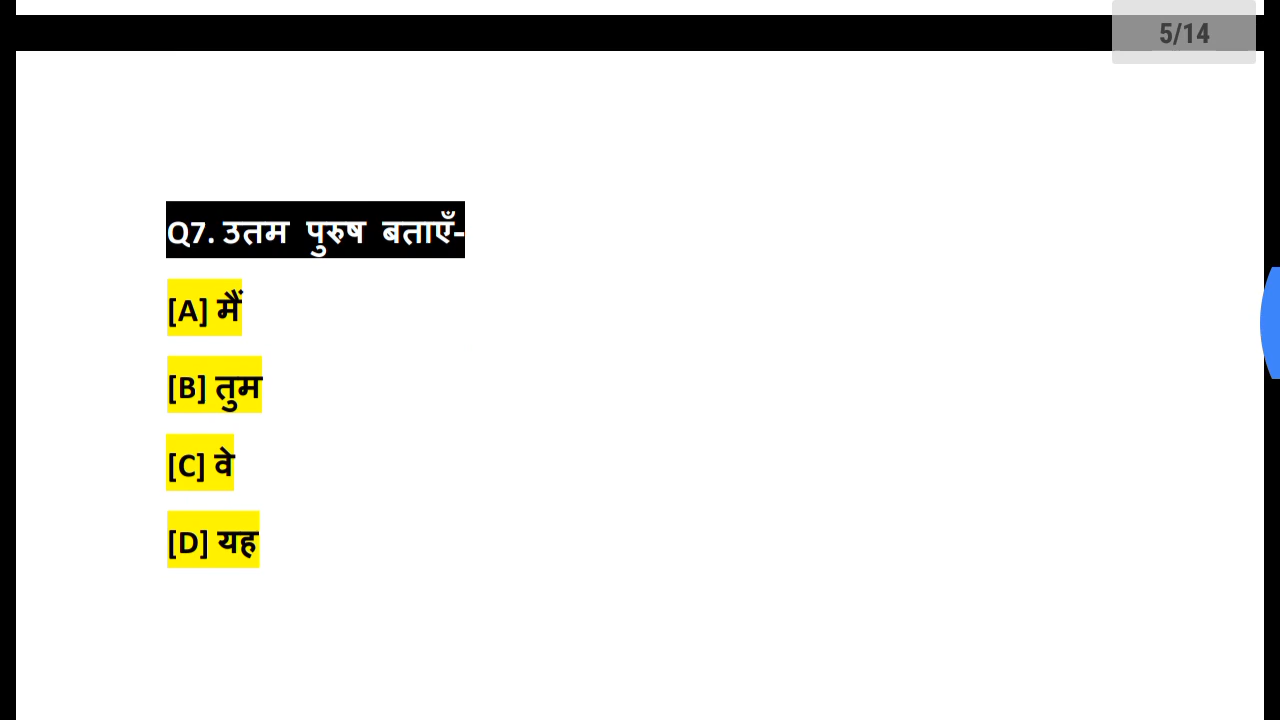 5/14
Q7. उतम पुरुष बताएँ-
[A] मैं
[B] तुम
[C] वे
[D] यह